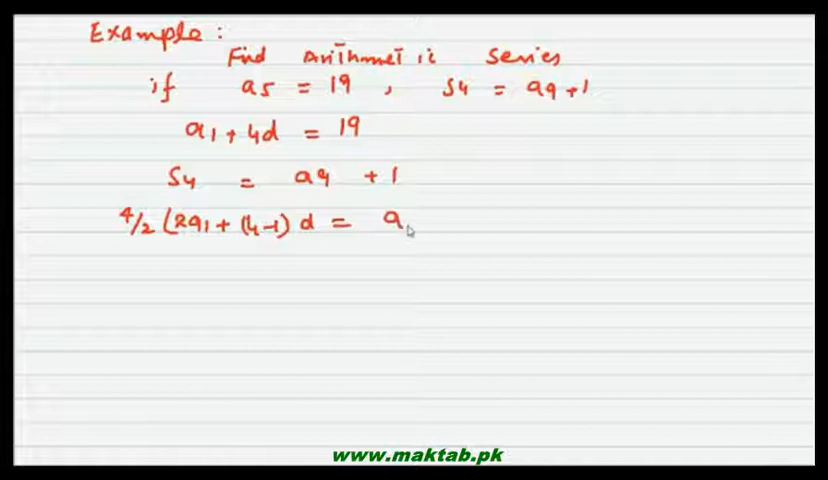 Example:
Find Arithmetic Series
if a5 = 19 , S4 = a9 + 1
a1 + 4d = 19
S4 = a9 + 1
4/2 (2a1 + (4-1) d = a
www.maktab.pk